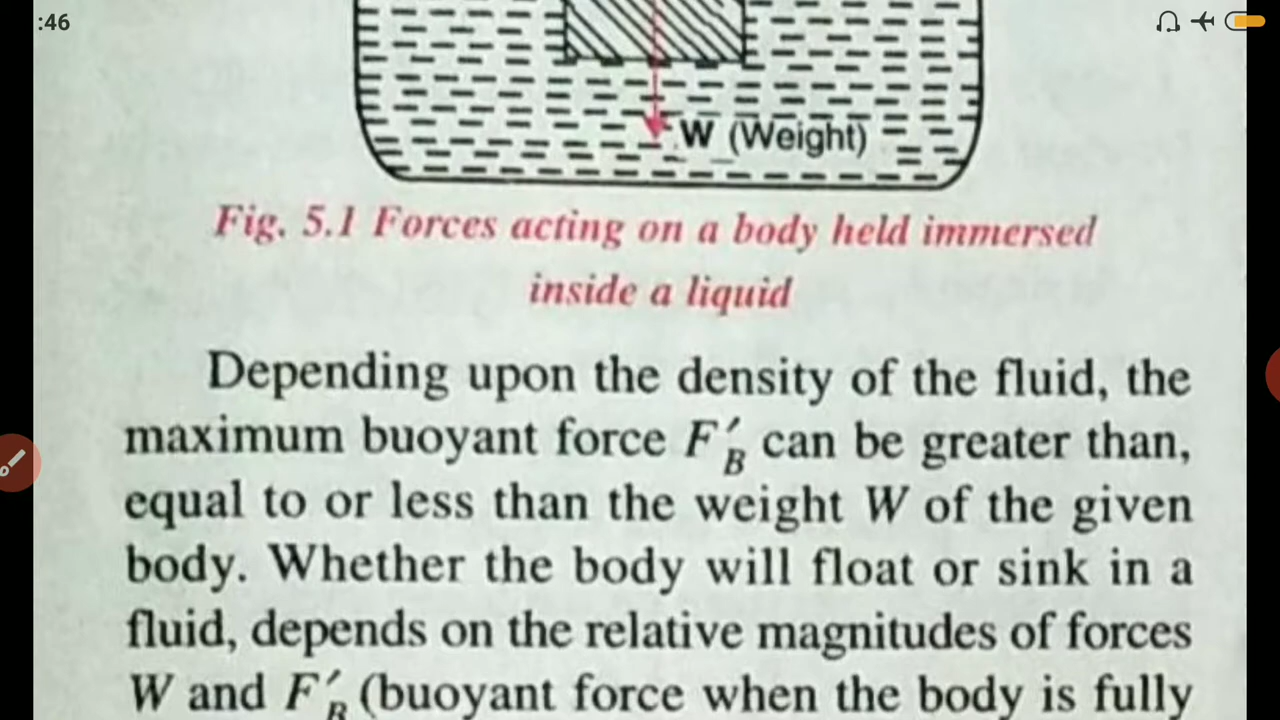 :46
W (Weight)
Fig. 5.1 Forces acting on a body held immersed
inside a liquid
Depending upon the density of the fluid, the
maximum buoyant force F′B can be greater than,
equal to or less than the weight W of the given
body. Whether the body will float or sink in a
fluid, depends on the relative magnitudes of forces
W and F′B (buoyant force when the body is fully